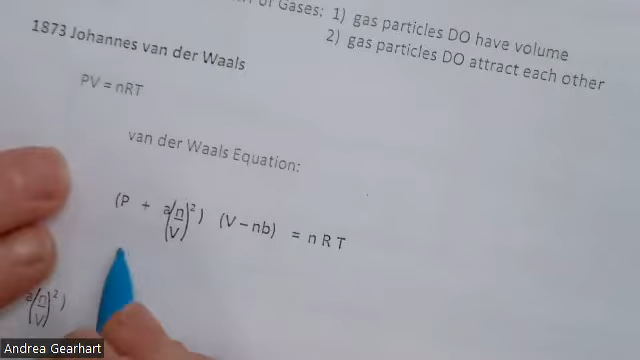 of Gases: 1) gas particles DO have volume
2) gas particles DO attract each other
1873 Johannes van der Waals
PV = nRT
van der Waals Equation:
(P + a(n/V)²) (V – nb) = n R T
a(n/V)²)
Andrea Gearhart